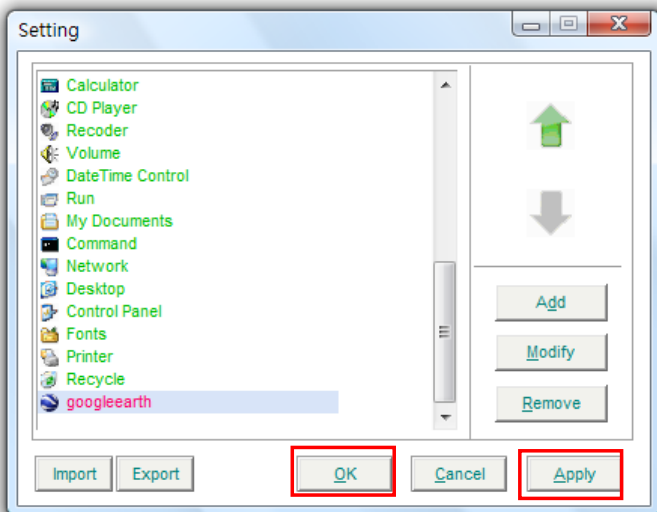 Setting
Calculator
CD Player
Recoder
Volume
DateTime Control
Run
My Documents
Command
Network
Desktop
Control Panel
Fonts
Printer
Recycle
googleearth
Add
Modify
Remove
Import Export OK Cancel Apply